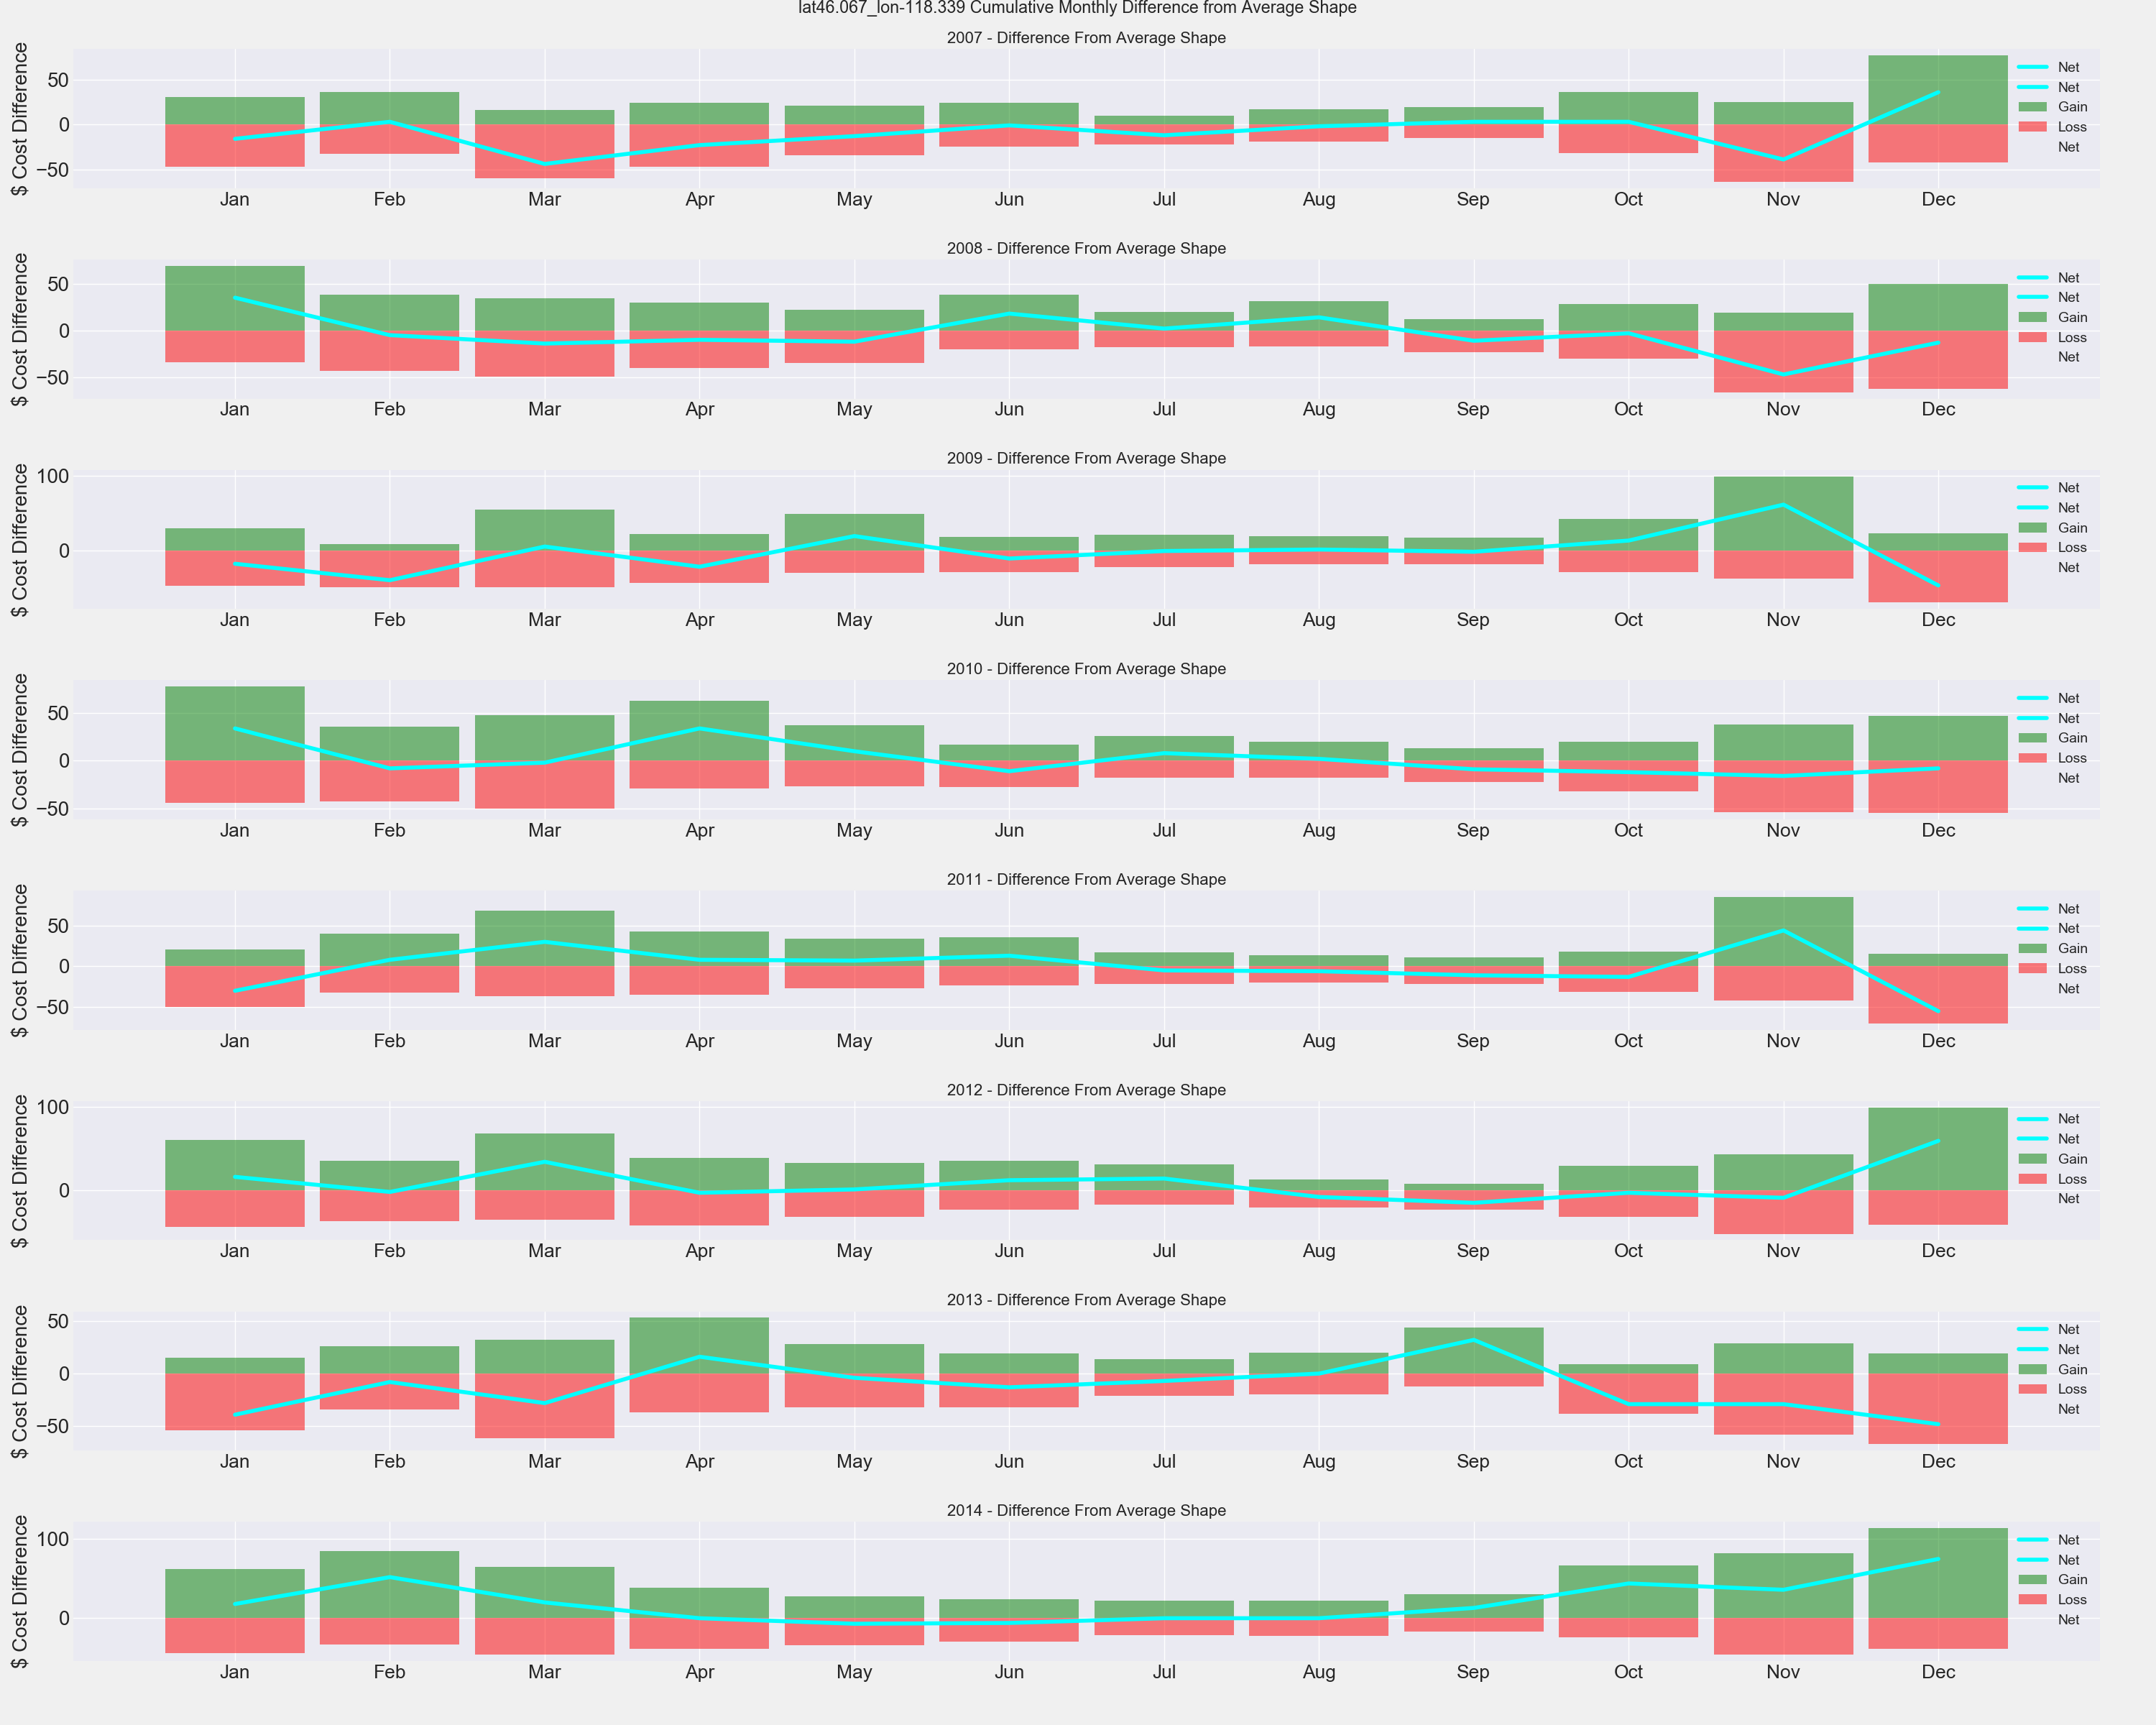 lat46.067_lon-118.339 Cumulative Monthly Difference from Average Shape
2007 - Difference From Average Shape
$ Cost Difference
50
0
−50
Jan Feb Mar Apr May Jun Jul Aug Sep Oct Nov Dec
Net
Net
Gain
Loss
Net
2008 - Difference From Average Shape
$ Cost Difference
50
0
−50
Jan Feb Mar Apr May Jun Jul Aug Sep Oct Nov Dec
Net
Net
Gain
Loss
Net
2009 - Difference From Average Shape
$ Cost Difference
100
0
Jan Feb Mar Apr May Jun Jul Aug Sep Oct Nov Dec
Net
Net
Gain
Loss
Net
2010 - Difference From Average Shape
$ Cost Difference
50
0
−50
Jan Feb Mar Apr May Jun Jul Aug Sep Oct Nov Dec
Net
Net
Gain
Loss
Net
2011 - Difference From Average Shape
$ Cost Difference
50
0
−50
Jan Feb Mar Apr May Jun Jul Aug Sep Oct Nov Dec
Net
Net
Gain
Loss
Net
2012 - Difference From Average Shape
$ Cost Difference
100
0
Jan Feb Mar Apr May Jun Jul Aug Sep Oct Nov Dec
Net
Net
Gain
Loss
Net
2013 - Difference From Average Shape
$ Cost Difference
50
0
−50
Jan Feb Mar Apr May Jun Jul Aug Sep Oct Nov Dec
Net
Net
Gain
Loss
Net
2014 - Difference From Average Shape
$ Cost Difference
100
0
Jan Feb Mar Apr May Jun Jul Aug Sep Oct Nov Dec
Net
Net
Gain
Loss
Net